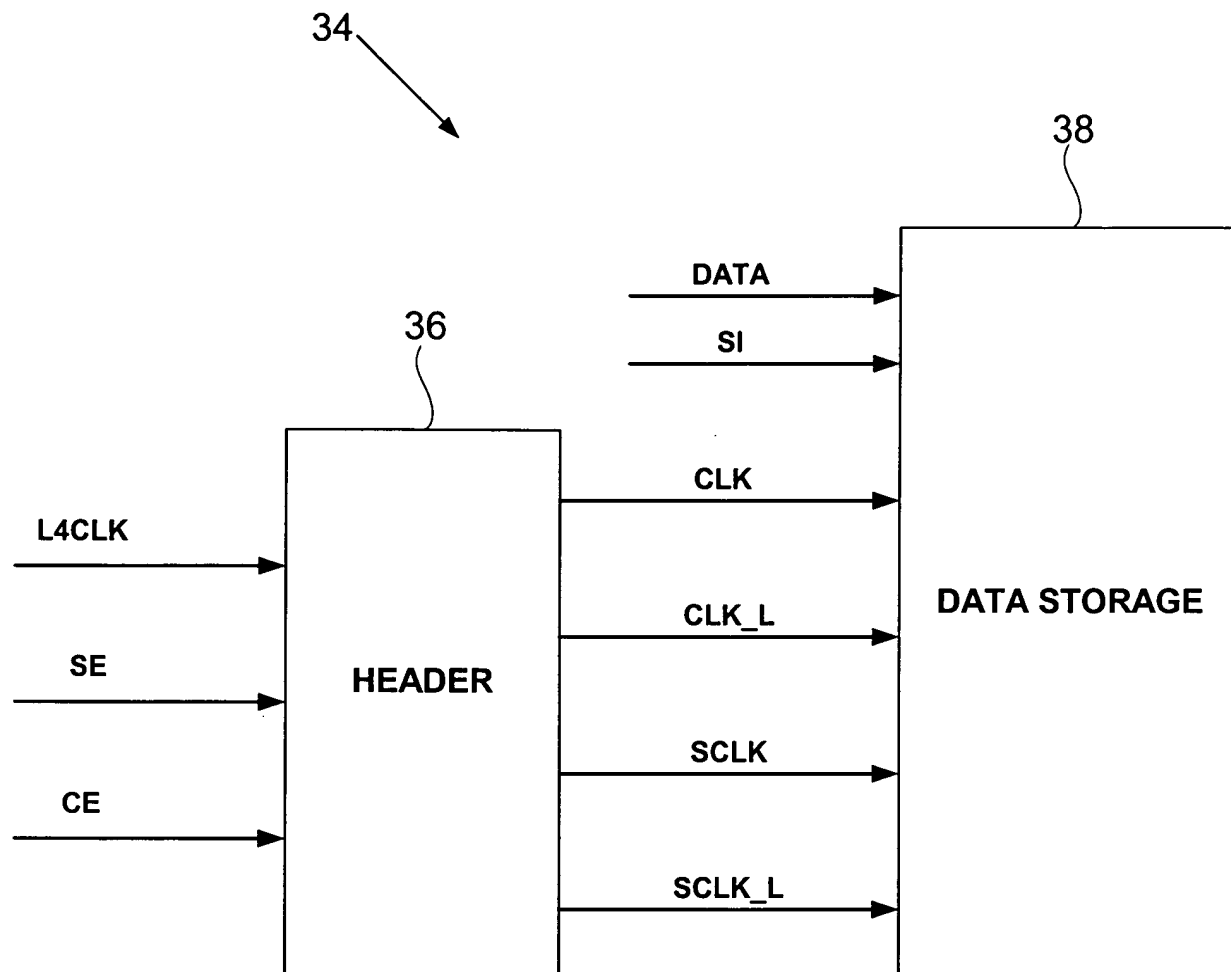 34
38
DATA
SI
36
CLK
L4CLK
CLK_L
DATA STORAGE
SE
HEADER
SCLK
CE
SCLK_L